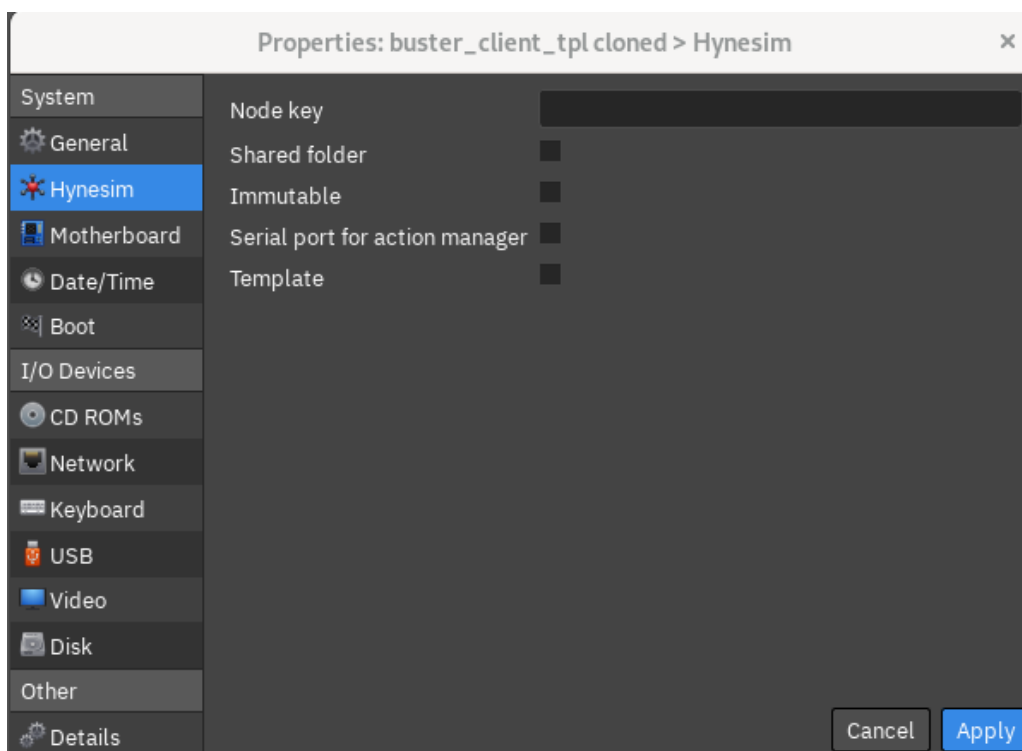 Properties: buster_client_tpl cloned > Hynesim
System
General
Hynesim
Motherboard
Date/Time
Boot
I/O Devices
CD ROMs
Network
Keyboard
USB
Video
Disk
Other
Details
Node key
Shared folder
Immutable
Serial port for action manager
Template
Cancel
Apply